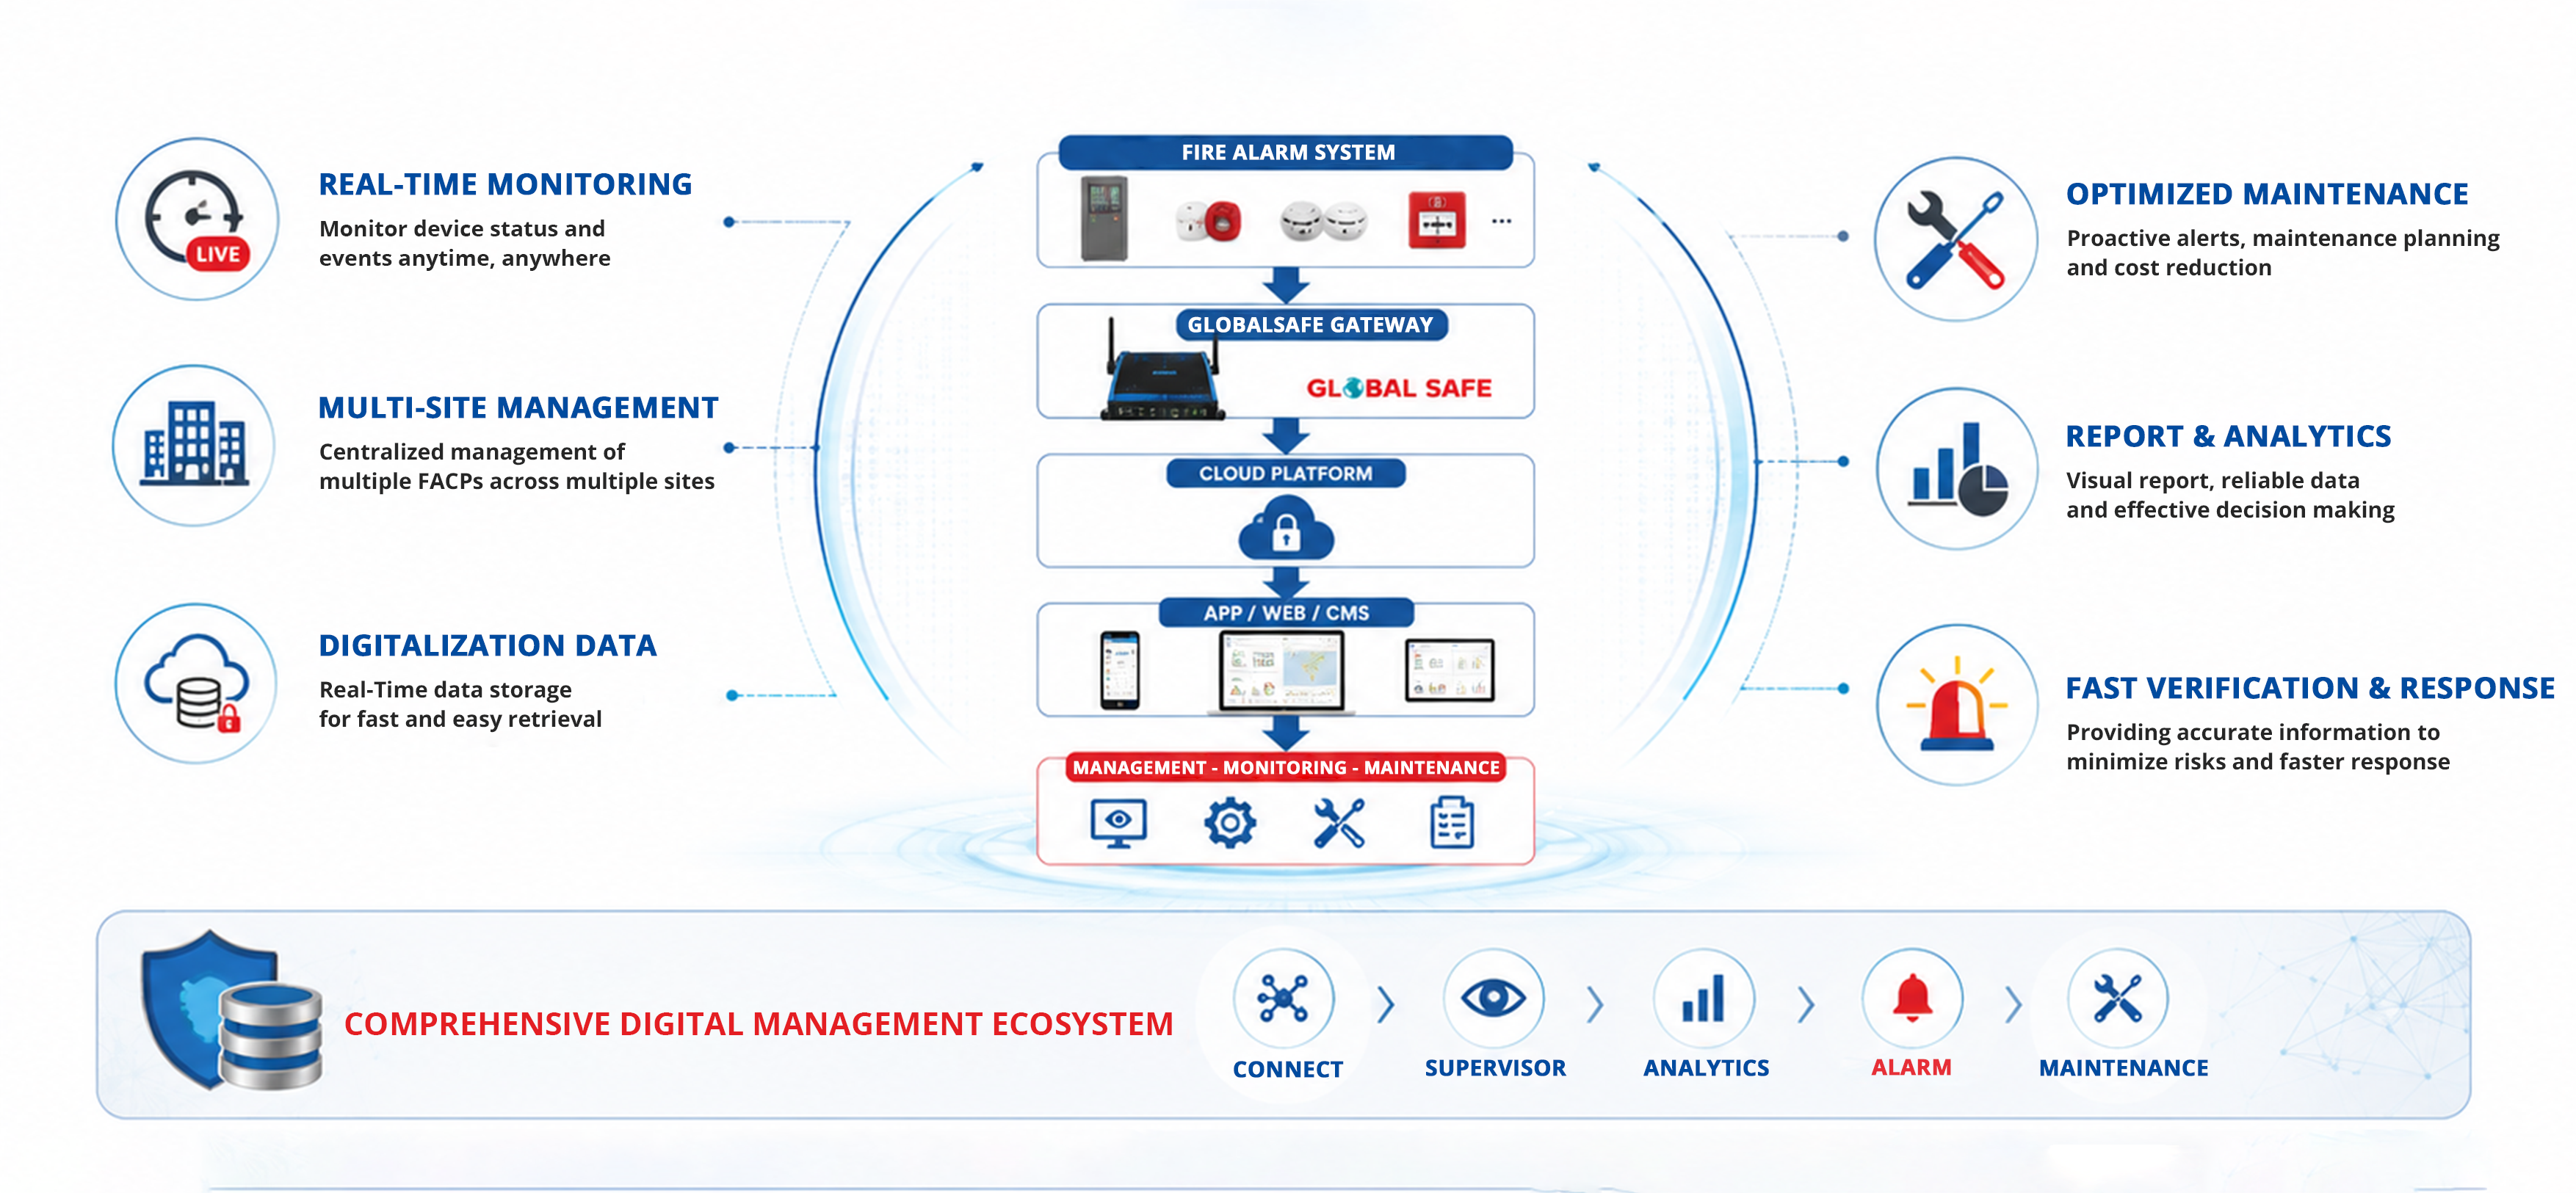 REAL-TIME MONITORING
Monitor device status and
events anytime, anywhere
LIVE
MULTI-SITE MANAGEMENT
Centralized management of
multiple FACPs across multiple sites
DIGITALIZATION DATA
Real-Time data storage
for fast and easy retrieval
FIRE ALARM SYSTEM
...
GLOBALSAFE GATEWAY
GLOBAL SAFE
CLOUD PLATFORM
APP / WEB / CMS
MANAGEMENT - MONITORING - MAINTENANCE
OPTIMIZED MAINTENANCE
Proactive alerts, maintenance planning
and cost reduction
REPORT & ANALYTICS
Visual report, reliable data
and effective decision making
FAST VERIFICATION & RESPONSE
Providing accurate information to
minimize risks and faster response
COMPREHENSIVE DIGITAL MANAGEMENT ECOSYSTEM
CONNECT
SUPERVISOR
ANALYTICS
ALARM
MAINTENANCE